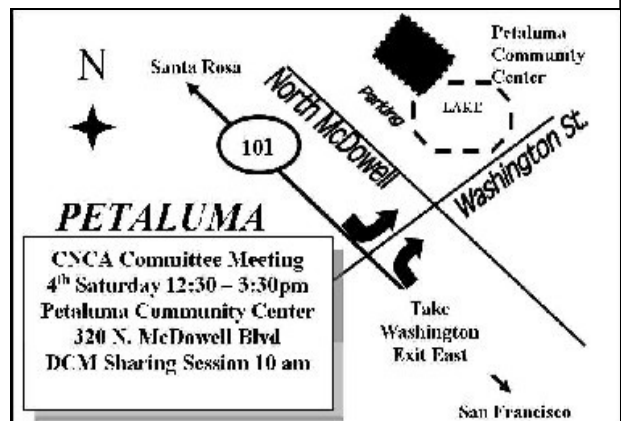 N
Santa Rosa
North McDowell
Parking
Petaluma
Community
Center
LAKE
101
Washington St.
PETALUMA
CNCA Committee Meeting
4th Saturday 12:30 – 3:30pm
Petaluma Community Center
320 N. McDowell Blvd
DCM Sharing Session 10 am
Take
Washington
Exit East
San Francisco